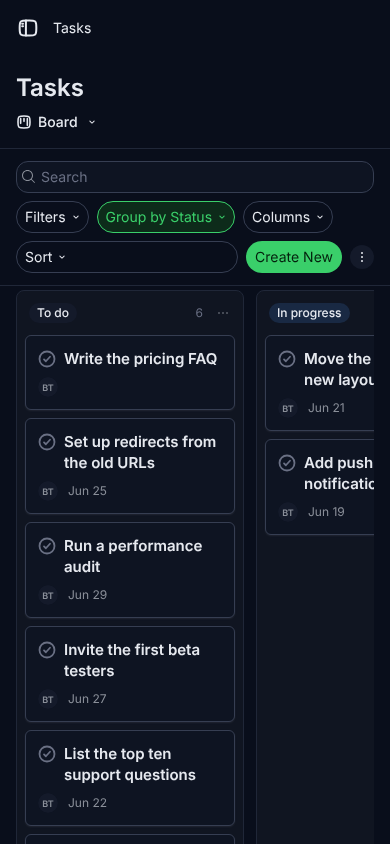 Tasks
Tasks
Board
Search
Filters
Group by Status
Columns
Sort
Create New
To do
6
Write the pricing FAQ
BT
Set up redirects from
the old URLs
BT
Jun 25
Run a performance
audit
BT
Jun 29
Invite the first beta
testers
BT
Jun 27
List the top ten
support questions
BT
Jun 22
In progress
Move the
new
BT
Jun 21
Add push
BT
Jun 19